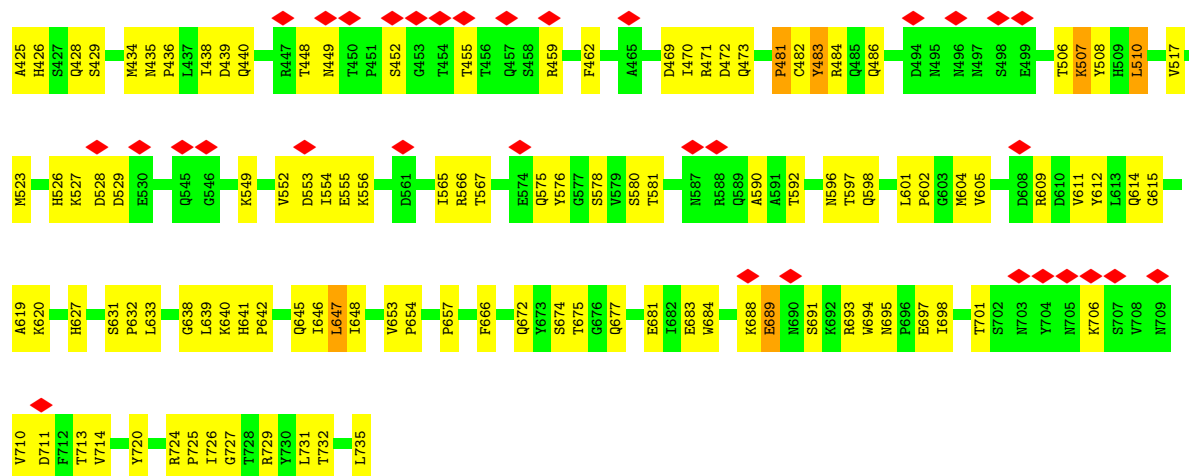 A425 H426 S427 Q428 S429 M434 N435 P436 L437 I438 D439 Q440 R447 T448 N449 T450 P451 S452 G453 T454 T455 T456 Q457 S458 R459 F462 A465 D469 I470 R471 D472 Q473 P481 C482 Y483 R484 Q485 Q486 D494 N495 N496 N497 S498 E499 T506 K507 Y508 H509 L510 V517
M523 H526 K527 D528 D529 E530 Q545 G546 K549 V552 D553 I554 E555 K556 D561 I565 R566 T567 E574 Q575 Y576 G577 S578 V579 S580 T581 N587 R588 Q589 A590 A591 T592 N596 T597 Q598 L601 P602 G603 M604 V605 D608 R609 D610 V611 Y612 L613 Q614 G615
A619 K620 H627 S631 P632 L633 G638 L639 K640 H641 P642 Q645 I646 L647 I648 V653 P654 P657 F666 Q672 Y673 S674 T675 G676 Q677 E681 I682 E683 W684 K688 E689 N690 S691 K692 R693 W694 N695 P696 E697 I698 T701 S702 N703 Y704 N705 K706 S707 V708 N709
V710 D711 F712 T713 V714 Y720 R724 P725 I726 G727 T728 R729 Y730 L731 T732 L735